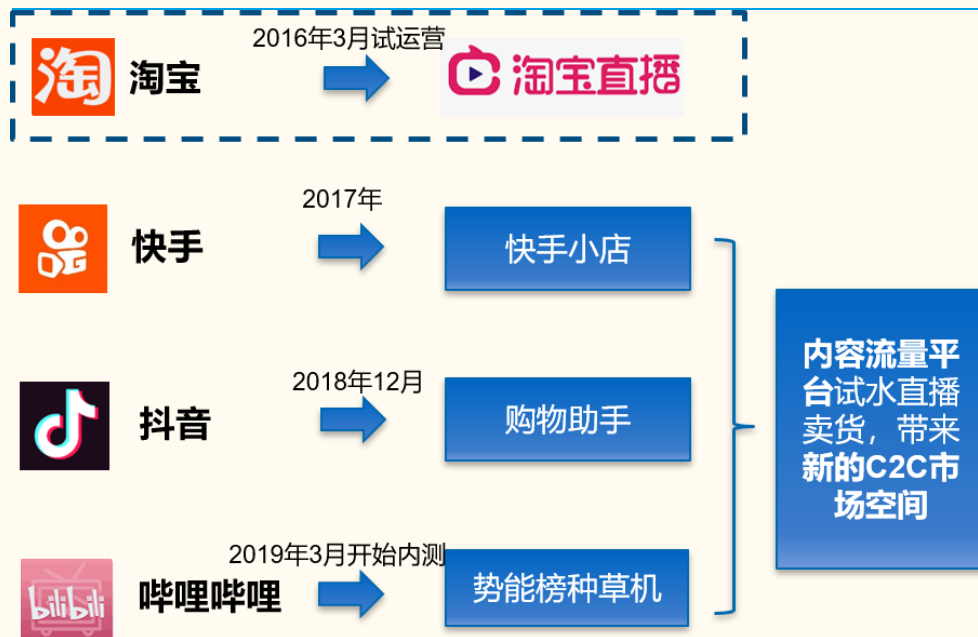 2016年3月试运营
淘
淘宝
淘宝直播
2017年
快手
快手小店
2018年12月
抖音
购物助手
2019年3月开始内测
bilibili
哔哩哔哩
势能榜种草机
内容流量平
台试水直播
卖货，带来
新的C2C市
场空间